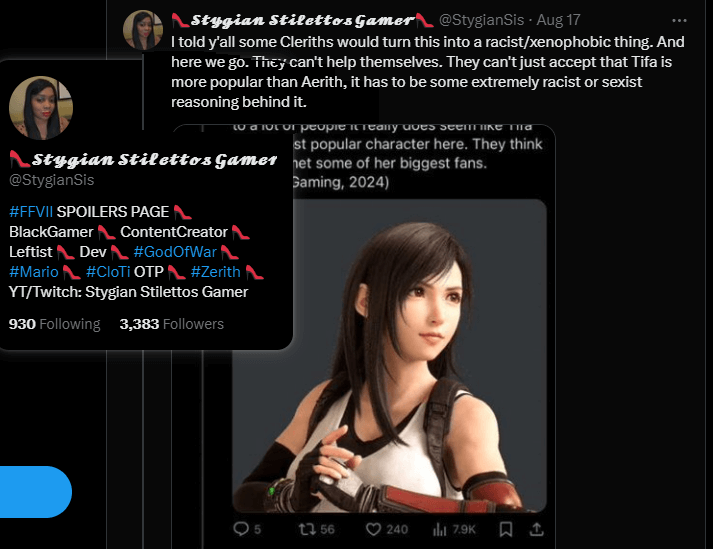 👠Stygian Stilettos Gamer👠 @StygianSis · Aug 17 ...
I told y'all some Cleriths would turn this into a racist/xenophobic thing. And
here we go. They can't help themselves. They can't just accept that Tifa is
more popular than Aerith, it has to be some extremely racist or sexist
reasoning behind it.
to a lot of people it really does seem like Tifa
st popular character here. They think
net some of her biggest fans.
Gaming, 2024)
👠Stygian Stilettos Gamer
@StygianSis
#FFVII SPOILERS PAGE👠
BlackGamer👠 ContentCreator👠
Leftist👠 Dev👠 #GodOfWar👠
#Mario👠 #CloTi OTP👠 #Zerith👠
YT/Twitch: Stygian Stilettos Gamer
930 Following 3,383 Followers
5 56 240 7.9K